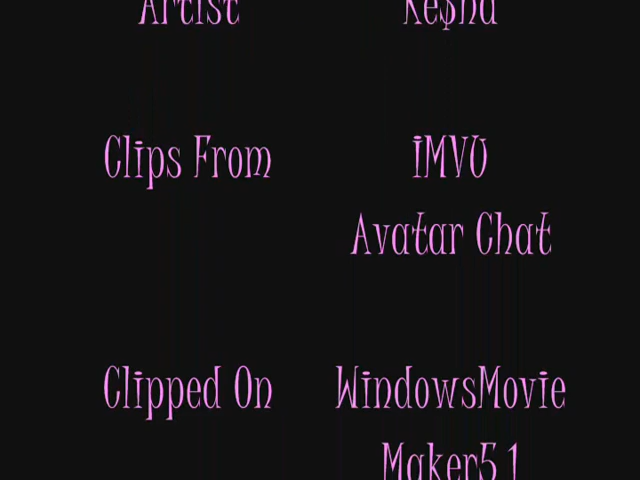 Artist Ke$ha
Clips From IMVU
Avatar Chat
Clipped On WindowsMovie
Maker5.1